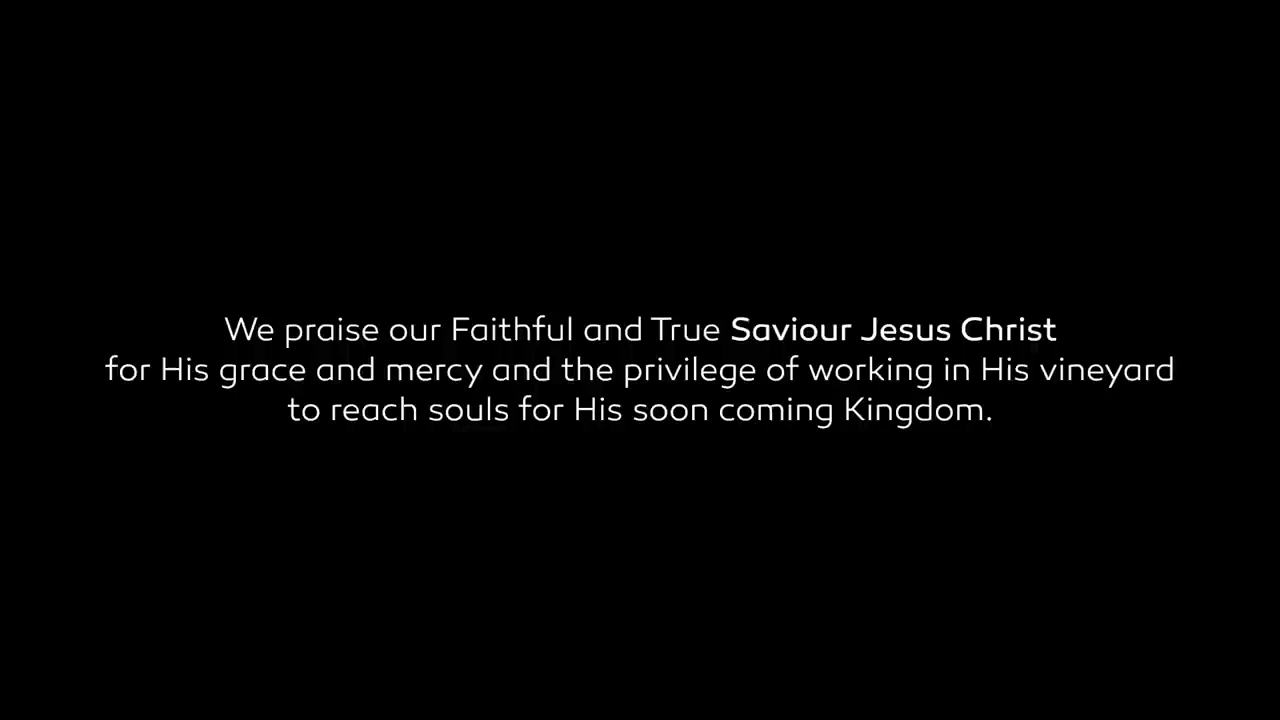 We praise our Faithful and True Saviour Jesus Christ
for His grace and mercy and the privilege of working in His vineyard
to reach souls for His soon coming Kingdom.